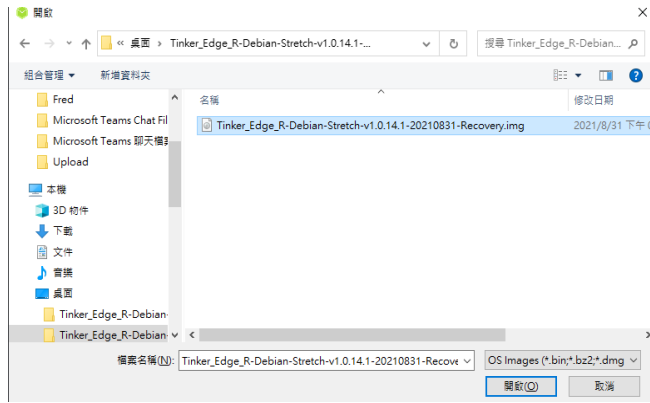 開啟
« 桌面 › Tinker_Edge_R-Debian-Stretch-v1.0.14.1-...
搜尋 Tinker_Edge_R-Debian...
組合管理
新增資料夾
名稱
修改日期
Fred
Microsoft Teams Chat Fil
Microsoft Teams 聊天檔
Upload
本機
3D 物件
下載
文件
音樂
桌面
Tinker_Edge_R-Debian-
Tinker_Edge_R-Debian-
Tinker_Edge_R-Debian-Stretch-v1.0.14.1-20210831-Recovery.img
2021/8/31 下午
檔案名稱(N):
Tinker_Edge_R-Debian-Stretch-v1.0.14.1-20210831-Recove
OS Images (*.bin;*.bz2;*.dmg
開啟(O)
取消